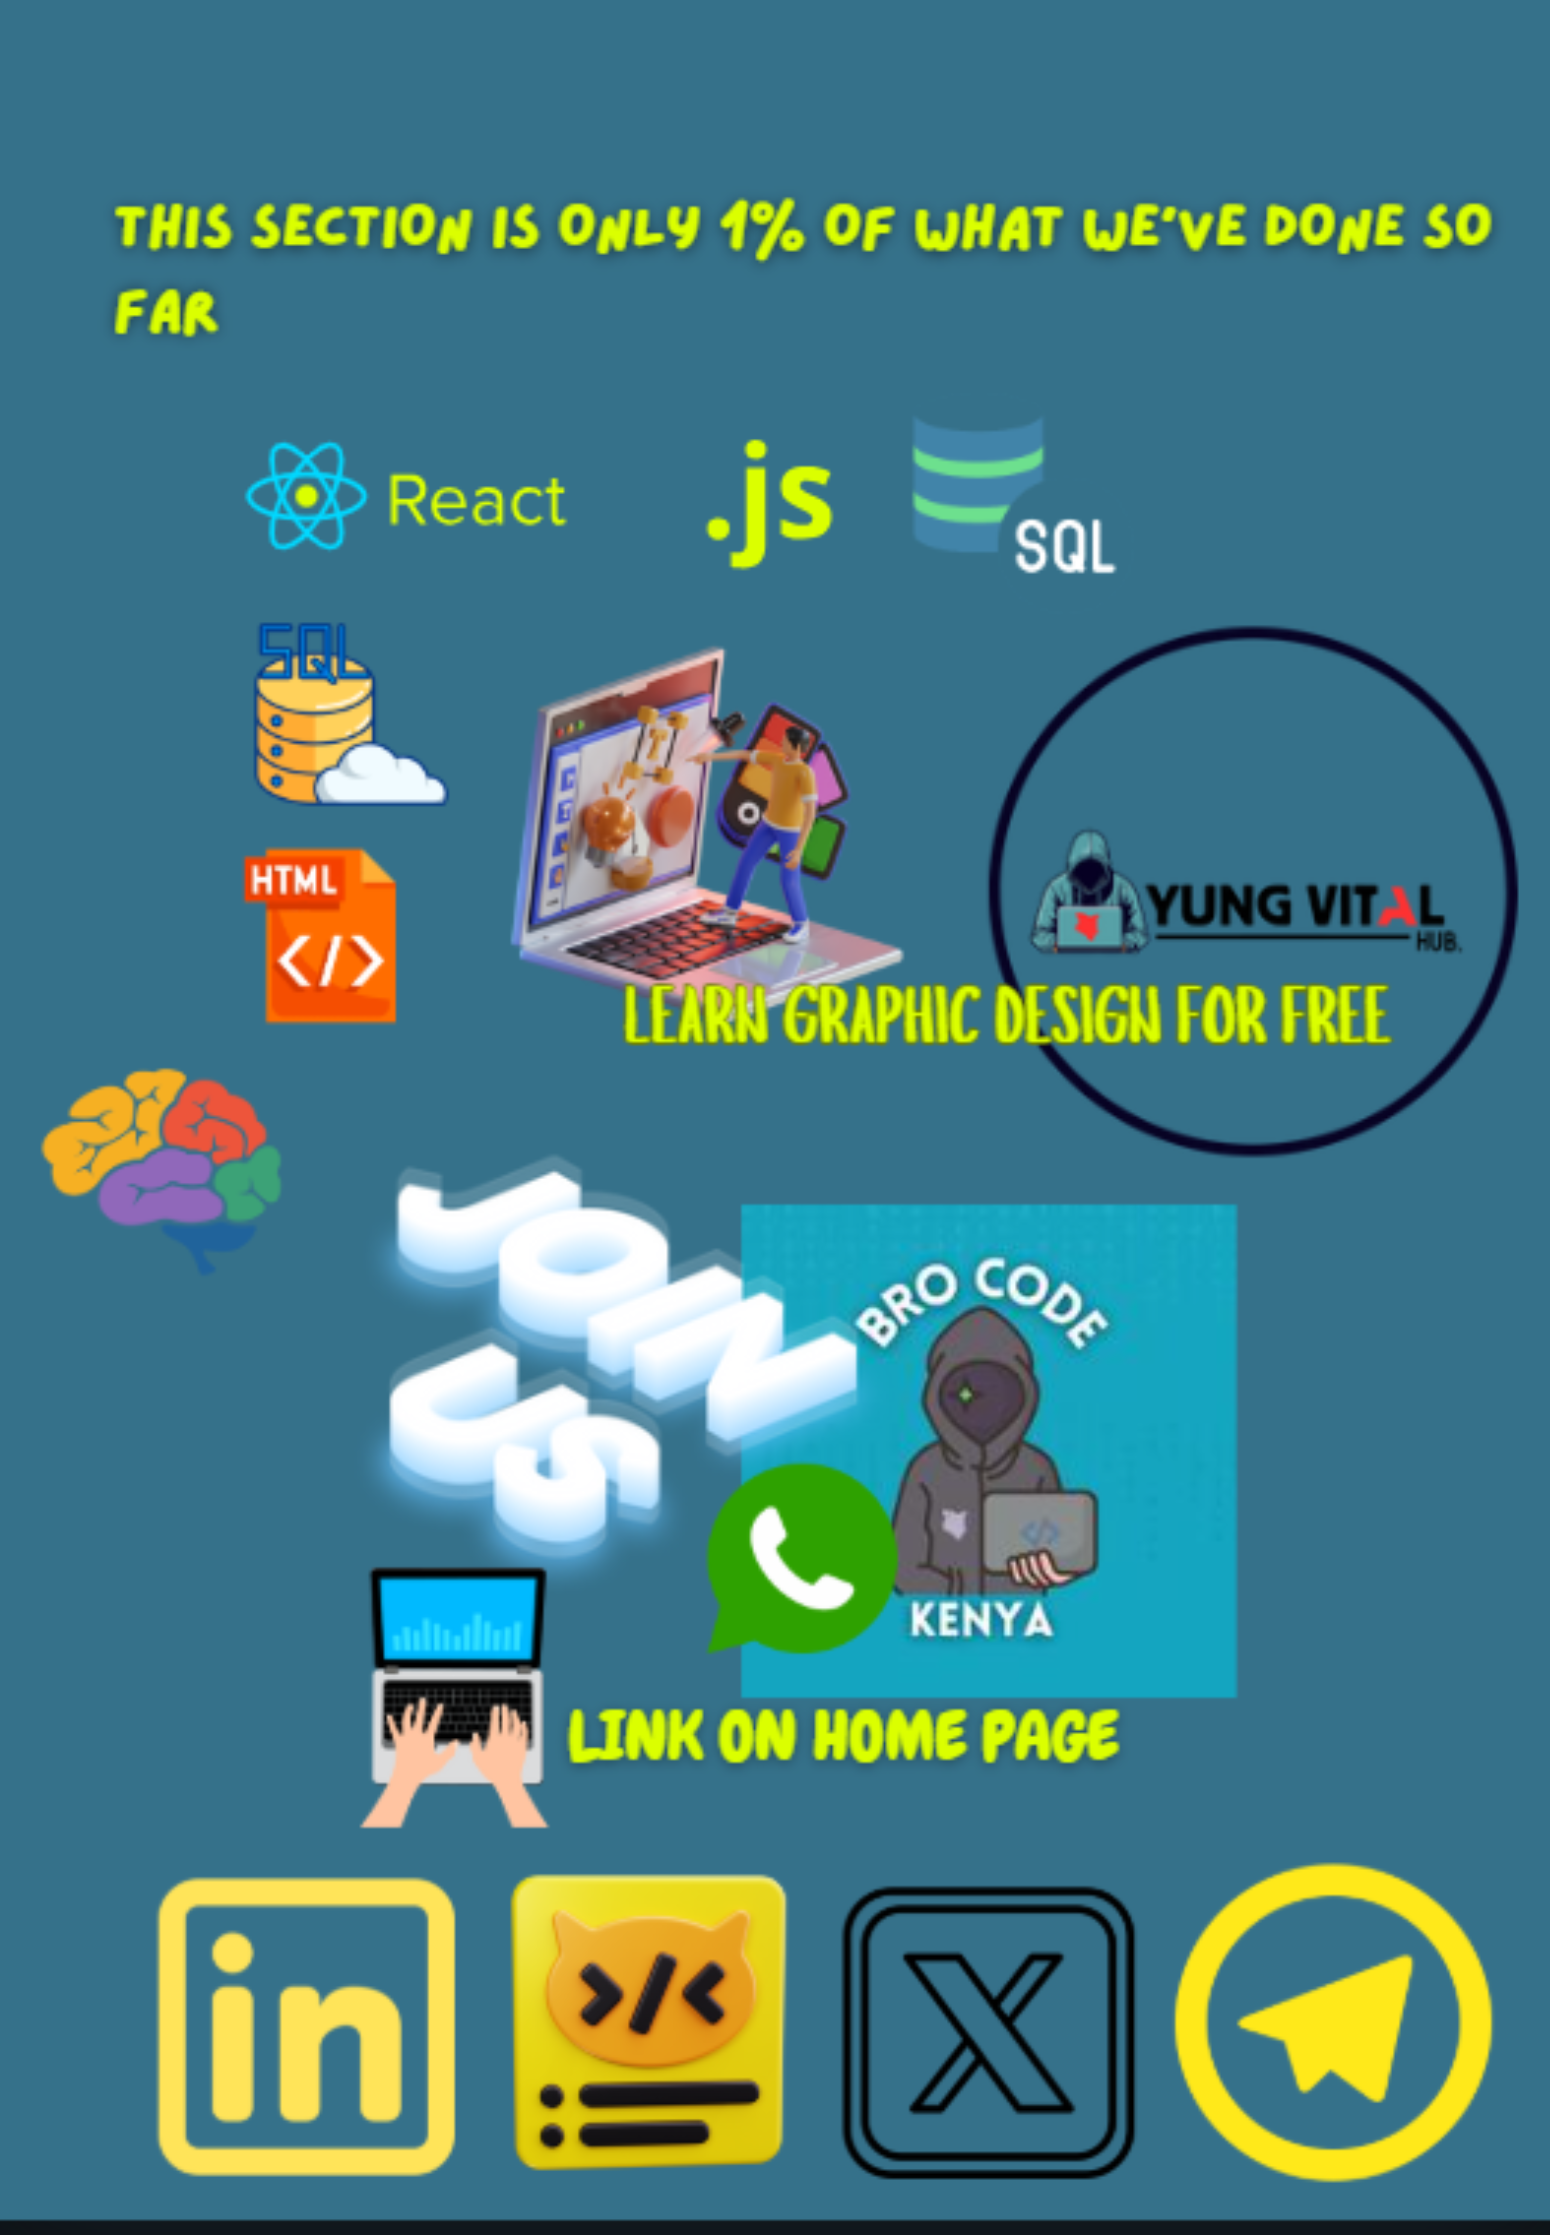 THIS SECTION IS ONLY 1% OF WHAT WE'VE DONE SO
FAR
React
.js
SQL
SQL
HTML
</>
YUNG VITAL
HUB.
LEARN GRAPHIC DESIGN FOR FREE
JOIN
US
BRO CODE
</>
KENYA
LINK ON HOME PAGE
in
>/<
X